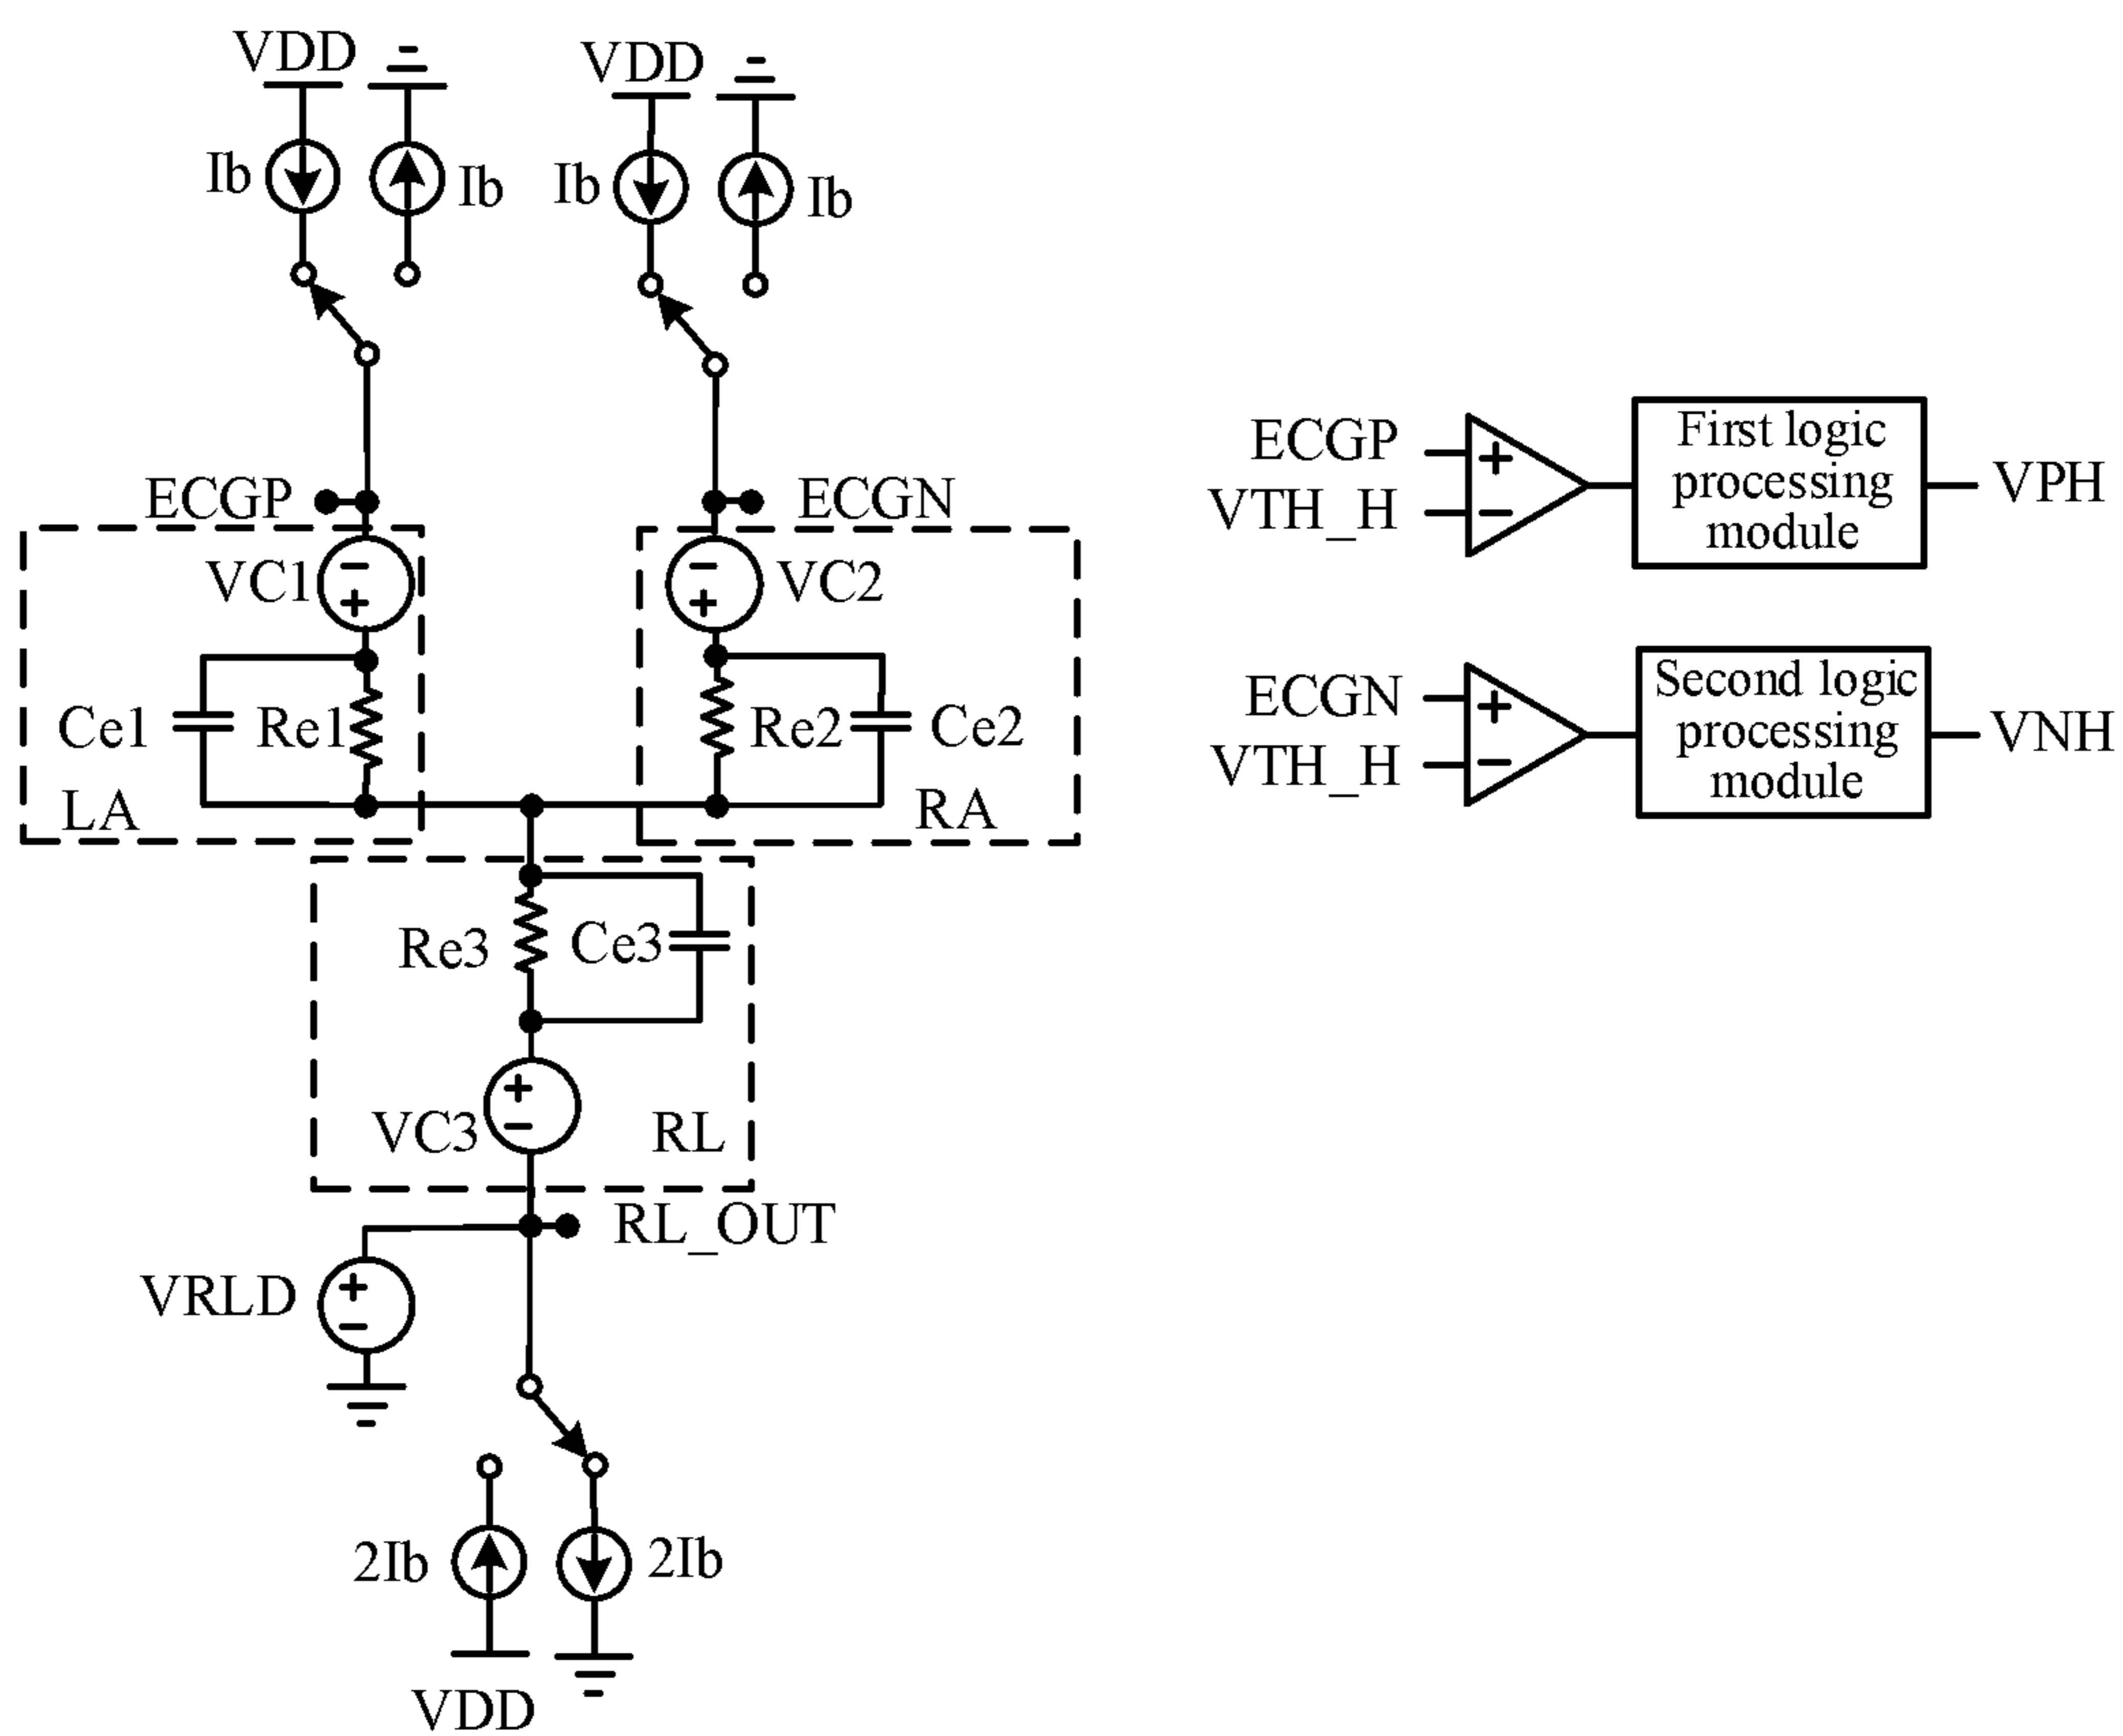 VDD
VDD
Ib
Ib
Ib
Ib
ECGP
ECGN
VC1
VC2
Ce1
Re1
Re2
Ce2
LA
RA
Re3
Ce3
VC3
RL
RL_OUT
VRLD
2Ib
2Ib
VDD
ECGP
VTH_H
First logic
processing
module
VPH
ECGN
VTH_H
Second logic
processing
module
VNH